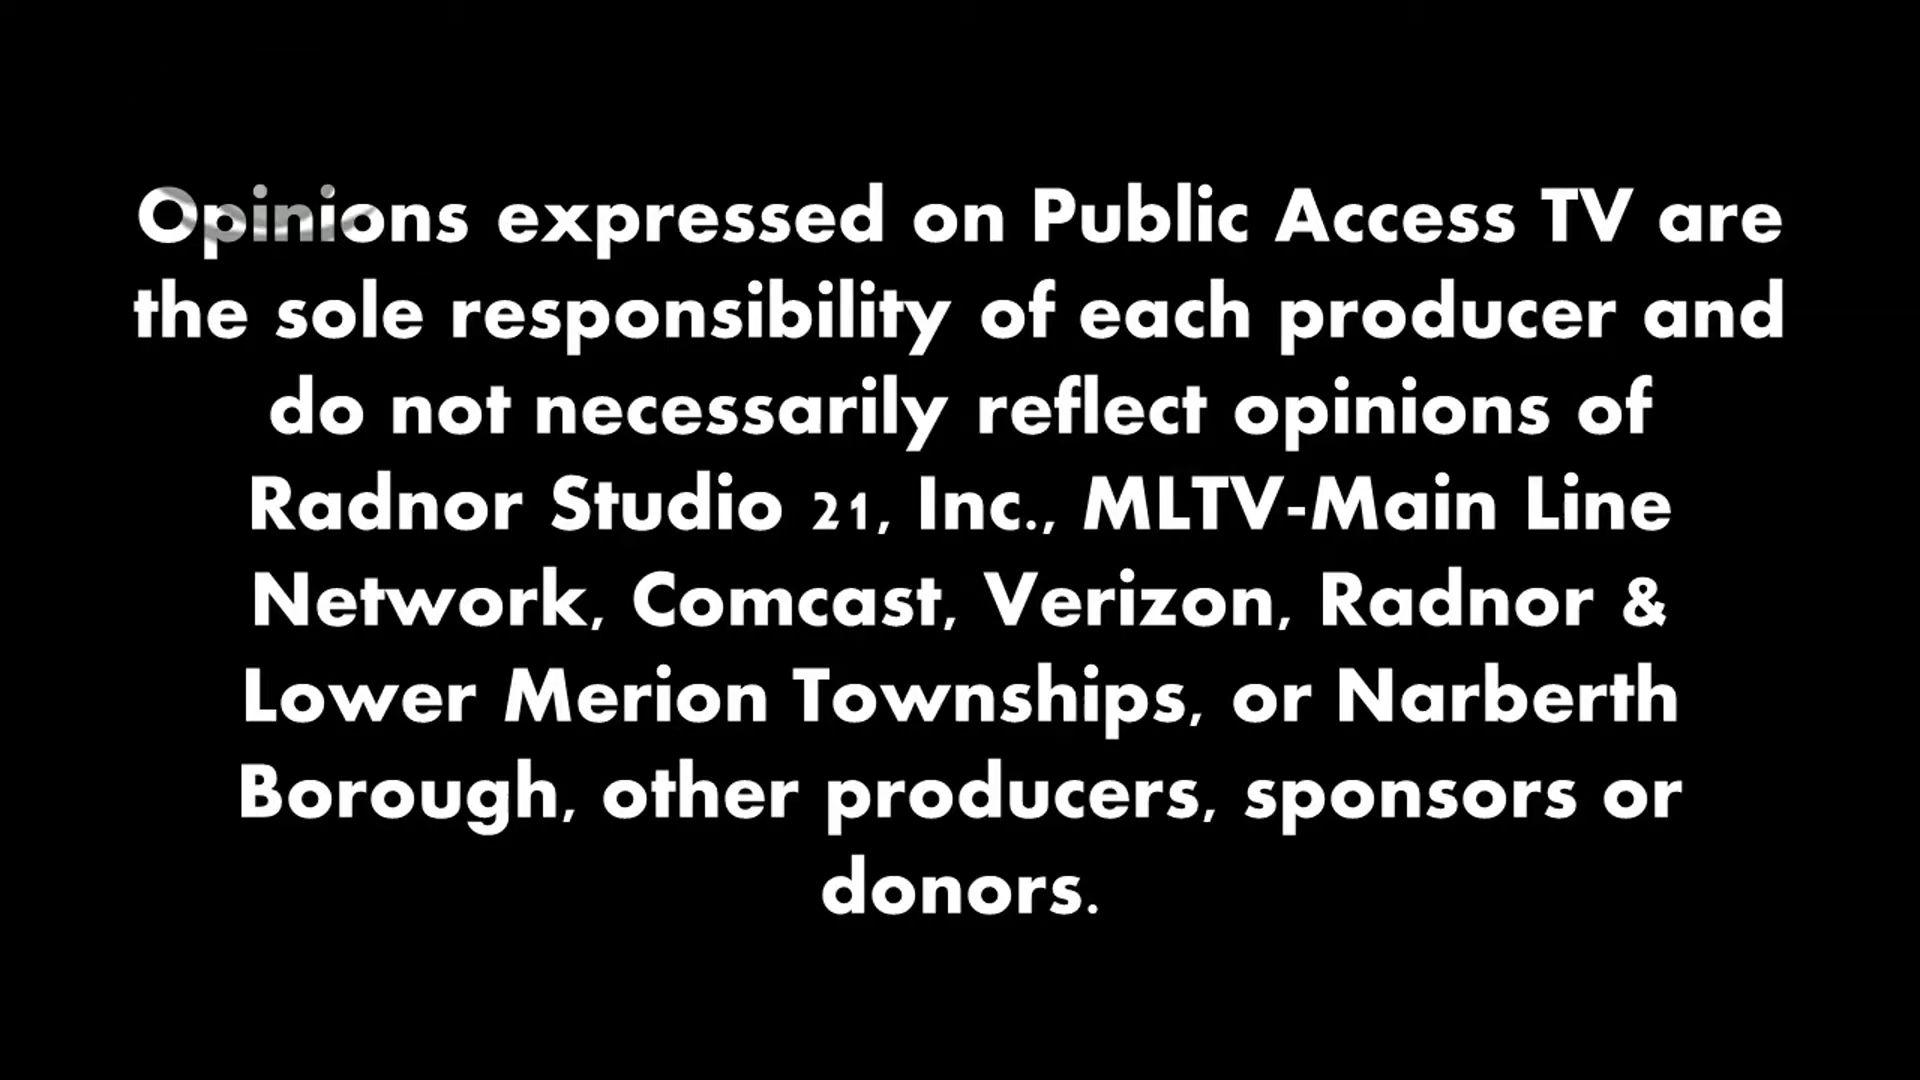 Opinions expressed on Public Access TV are
the sole responsibility of each producer and
do not necessarily reflect opinions of
Radnor Studio 21, Inc., MLTV-Main Line
Network, Comcast, Verizon, Radnor &
Lower Merion Townships, or Narberth
Borough, other producers, sponsors or
donors.